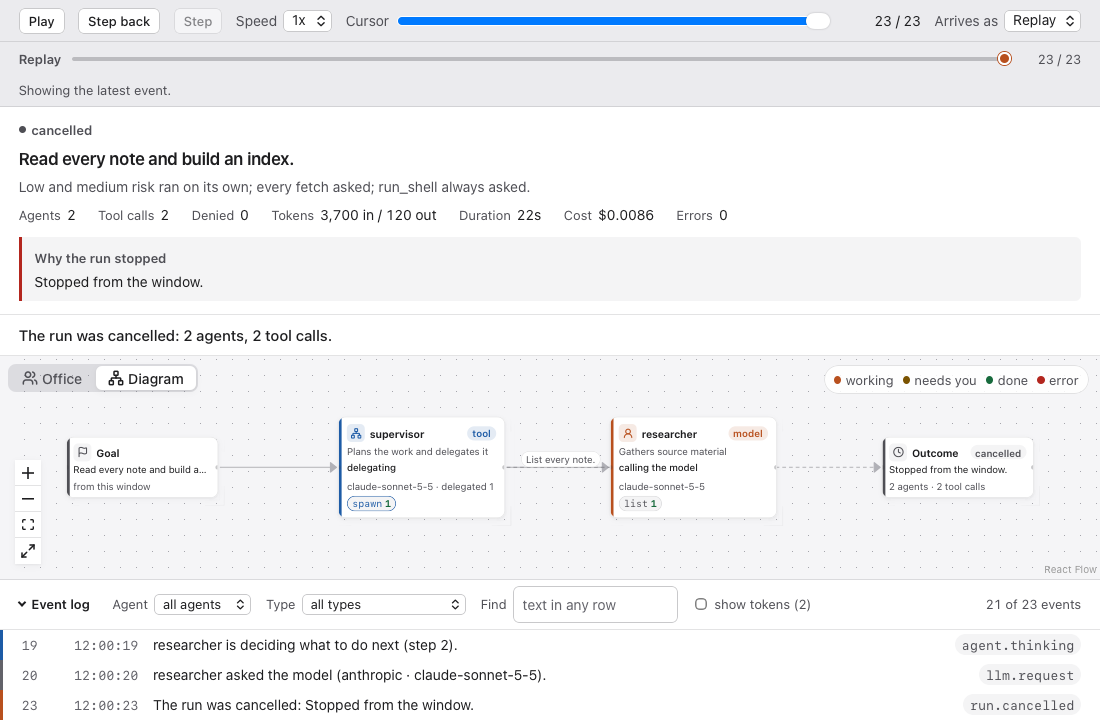 Play Step back Step Speed 1x Cursor 23 / 23 Arrives as Replay
Replay 23 / 23
Showing the latest event.
cancelled
Read every note and build an index.
Low and medium risk ran on its own; every fetch asked; run_shell always asked.
Agents 2 Tool calls 2 Denied 0 Tokens 3,700 in / 120 out Duration 22s Cost $0.0086 Errors 0
Why the run stopped
Stopped from the window.
The run was cancelled: 2 agents, 2 tool calls.
Office Diagram
working needs you done error
Goal
Read every note and build a...
from this window
supervisor tool
Plans the work and delegates it
delegating
claude-sonnet-5-5 · delegated 1
spawn 1
List every note.
researcher model
Gathers source material
calling the model
claude-sonnet-5-5
list 1
Outcome cancelled
Stopped from the window.
2 agents · 2 tool calls
React Flow
Event log Agent all agents Type all types Find text in any row show tokens (2) 21 of 23 events
19 12:00:19 researcher is deciding what to do next (step 2). agent.thinking
20 12:00:20 researcher asked the model (anthropic · claude-sonnet-5-5). llm.request
23 12:00:23 The run was cancelled: Stopped from the window. run.cancelled